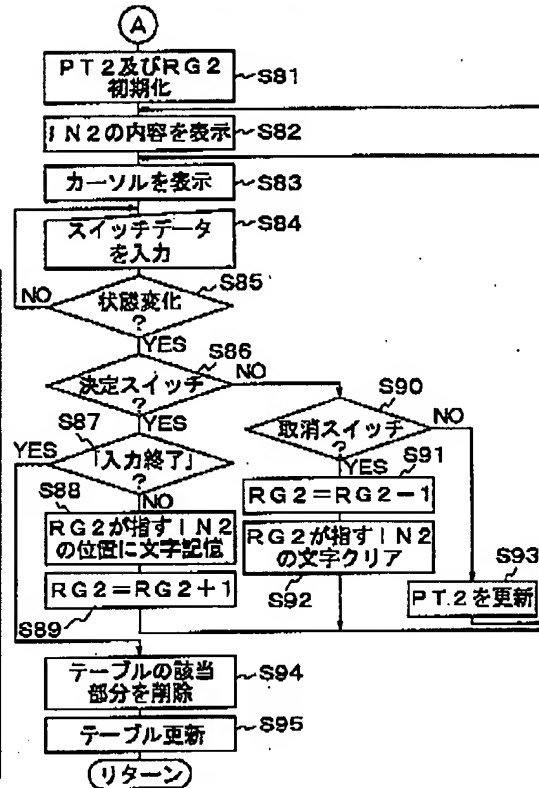 A
PT2及びRG2
初期化
S81
IN2の内容を表示
S82
カーソルを表示
S83
スイッチデータ
を入力
S84
状態変化
?
S85
NO
YES
決定スイッチ
?
S86
NO
YES
「入力終了」
?
S87
YES
NO
S88
RG2が指すIN2
の位置に文字記憶
RG2=RG2+1
S89
取消スイッチ
?
S90
NO
YES
S91
RG2=RG2-1
RG2が指すIN2
の文字クリア
S92
S93
PT.2を更新
テーブルの該当
部分を削除
S94
テーブル更新
S95
リターン